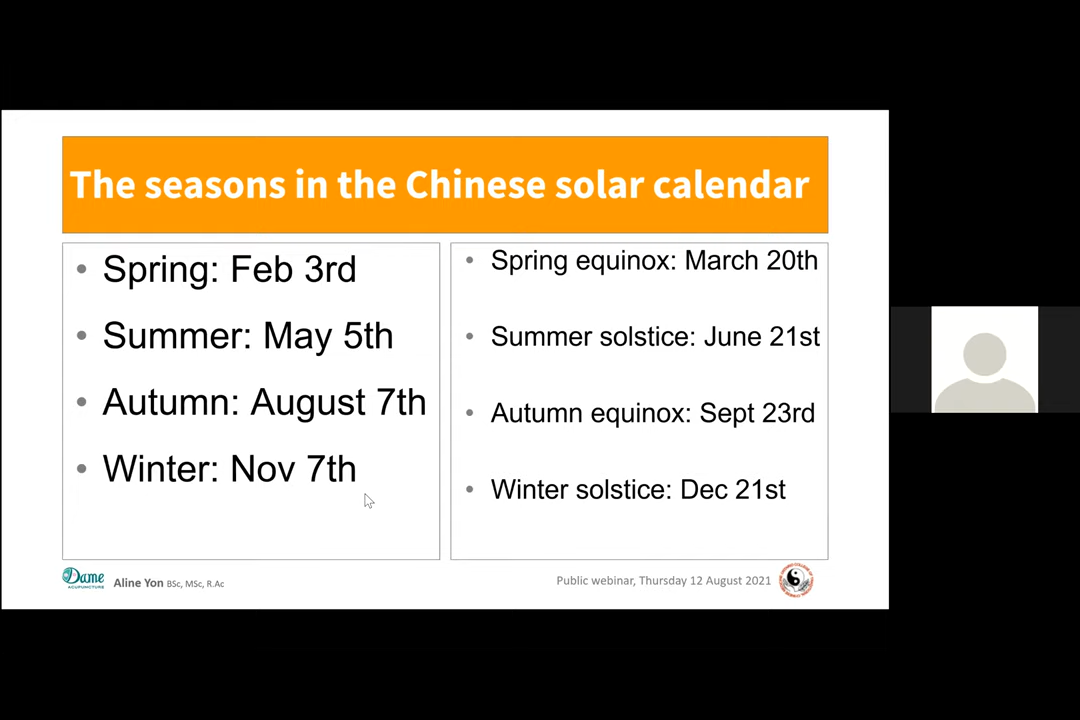 The seasons in the Chinese solar calendar
• Spring: Feb 3rd
• Summer: May 5th
• Autumn: August 7th
• Winter: Nov 7th
• Spring equinox: March 20th
• Summer solstice: June 21st
• Autumn equinox: Sept 23rd
• Winter solstice: Dec 21st
Dame
ACUPUNCTURE
Aline Yon BSc, MSc, R.Ac
Public webinar, Thursday 12 August 2021